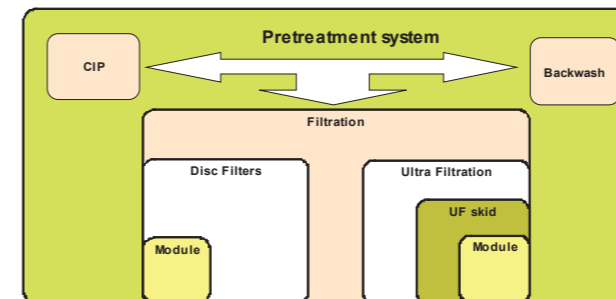 Pretreatment system
CIP
Backwash
Filtration
Disc Filters
Ultra Filtration
UF skid
Module
Module